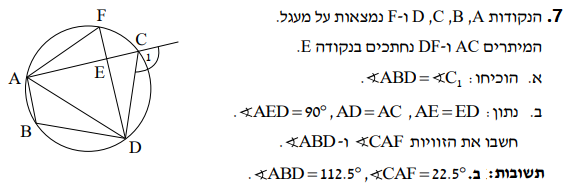 7. הנקודות A, B, C, D ו-F נמצאות על מעגל.
המיתרים AC ו-DF נחתכים בנקודה E.
א. הוכיחו: ∢ABD=∢C₁.
ב. נתון: ∢AED=90°, AD=AC, AE=ED.
חשבו את הזוויות ∢CAF ו-∢ABD.
תשובות: ב. ∢ABD=112.5°, ∢CAF=22.5°.
F
C
1
E
A
B
D